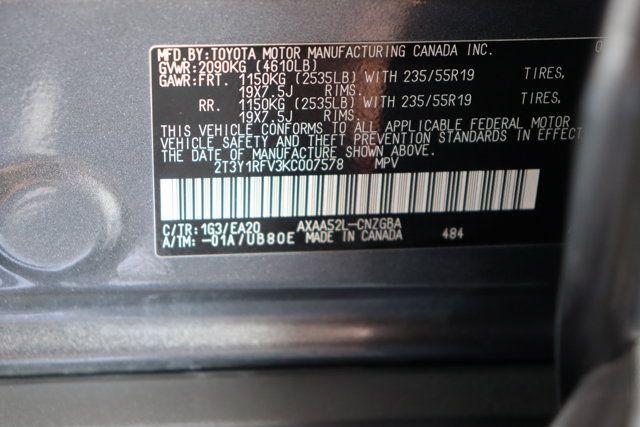 MFD.BY:TOYOTA MOTOR MANUFACTURING CANADA INC.
GVWR:2090KG (4610LB)
GAWR:FRT. 1150KG (2535LB) WITH 235/55R19 TIRES,
19X7.5J RIMS.
RR. 1150KG (2535LB) WITH 235/55R19 TIRES,
19X7.5J RIMS.
THIS VEHICLE CONFORMS TO ALL APPLICABLE FEDERAL MOTOR
VEHICLE SAFETY AND THEFT PREVENTION STANDARDS IN EFFECT
THE DATE OF MANUFACTURE SHOWN ABOVE.
2T3Y1RFV3KC007578 MPV
C/TR:1G3/EA20 AXAA52L-CNZGBA
A/TM: -01A/UB80E MADE IN CANADA 484